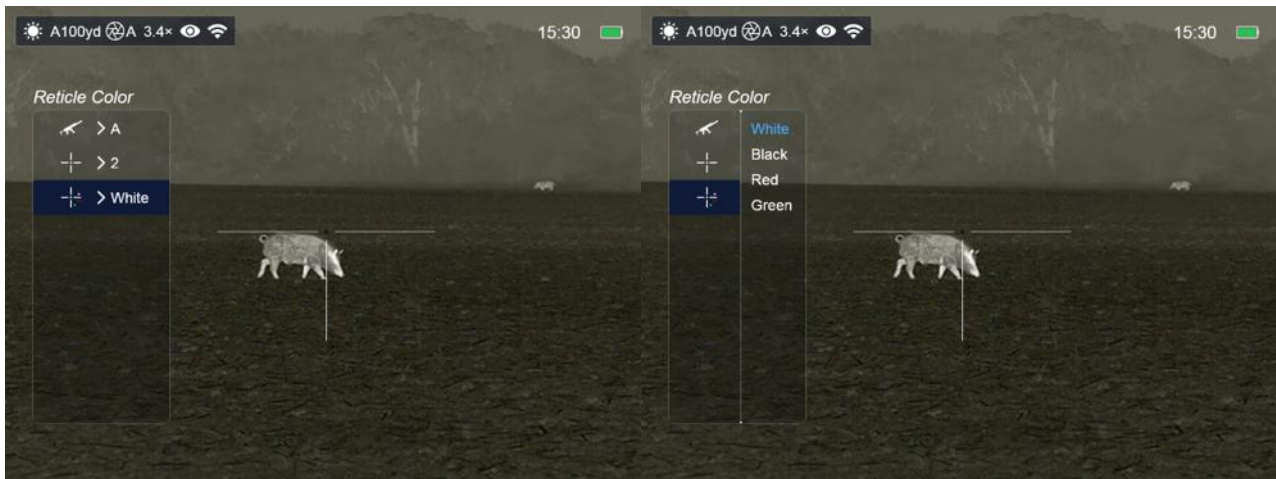 A100yd A 3.4×
15:30
Reticle Color
A
2
White
A100yd A 3.4×
15:30
Reticle Color
White
Black
Red
Green